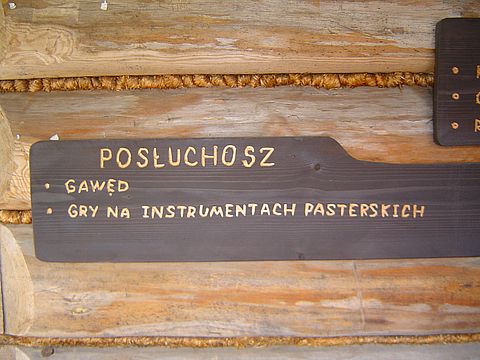 POSŁUCHOSZ
• GAWĘD
• GRY NA INSTRUMENTACH PASTERSKICH